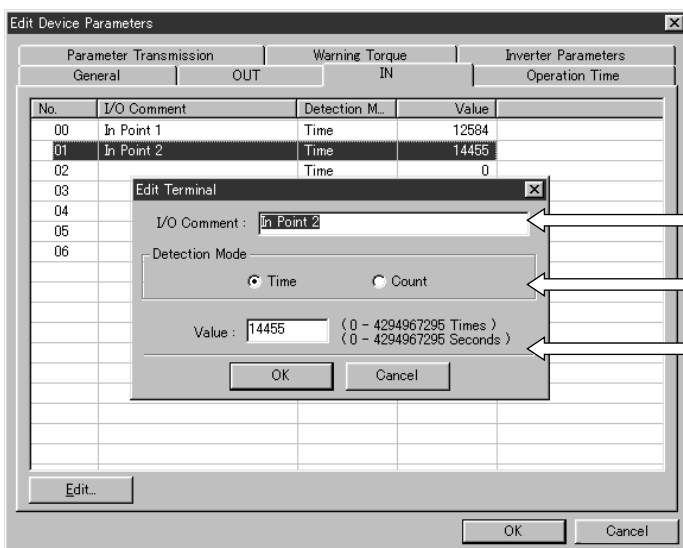 Edit Device Parameters
Parameter Transmission Warning Torque Inverter Parameters
General OUT IN Operation Time
No. I/O Comment Detection M... Value
00 In Point 1 Time 12584
01 In Point 2 Time 14455
02 Time 0
03
04
05
06
Edit Terminal
I/O Comment : In Point 2
Detection Mode
Time Count
Value : 14455 ( 0 - 4294967295 Times )
( 0 - 4294967295 Seconds )
OK Cancel
Edit...
OK Cancel